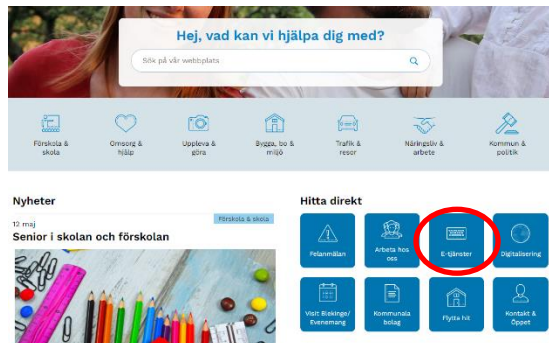 Hej, vad kan vi hjälpa dig med?
Sök på vår webbplats
Förskola &
skola
Omsorg &
hjälp
Uppleva &
göra
Bygga, bo &
miljö
Trafik &
resor
Näringsliv &
arbete
Kommun &
politik
Nyheter
12 maj
Förskola & skola
Senior i skolan och förskolan
Hitta direkt
Felanmälan
Arbeta hos
oss
E-tjänster
Digitalisering
Visit Blekinge/
Evenemang
Kommunala
bolag
Flytta hit
Kontakt &
Öppet